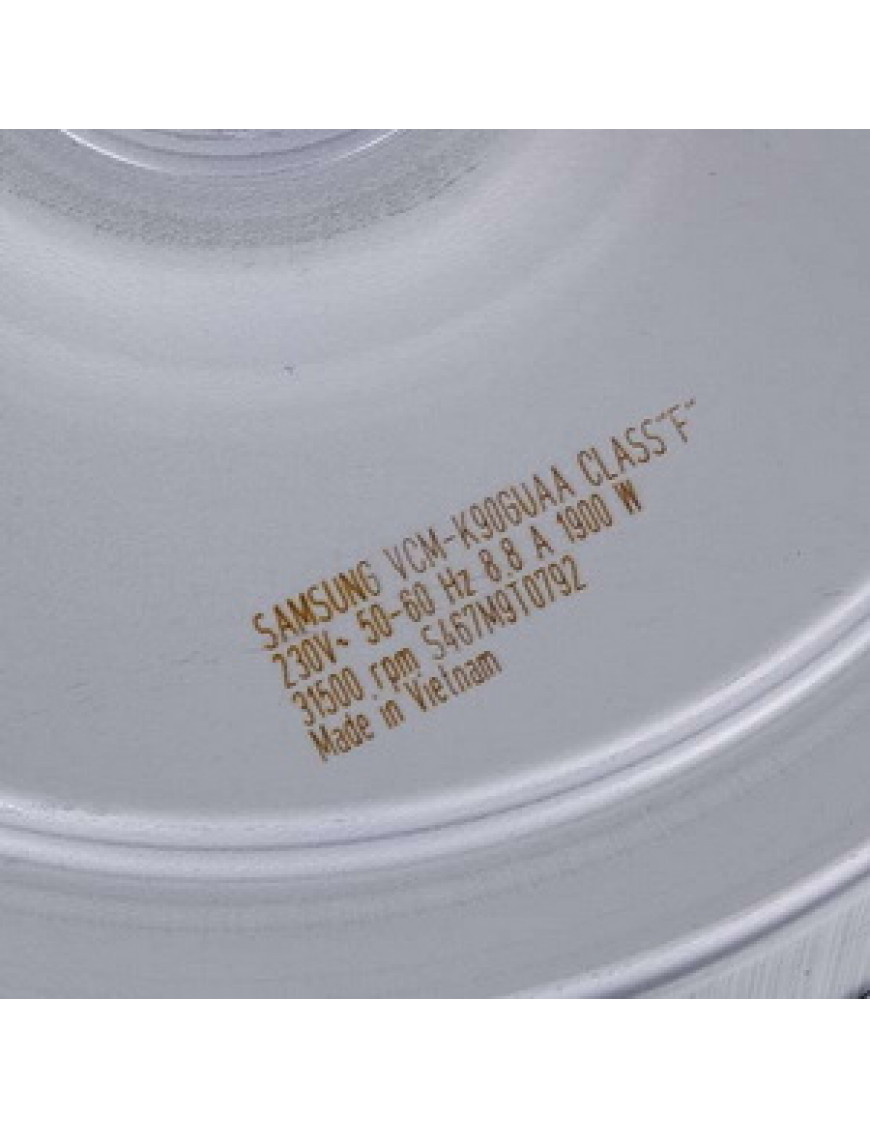 SAMSUNG VCM-K90GUAA CLASS"F"
230V~ 50-60 Hz 8.8 A 1900 W
31500 rpm S467M9T0792
Made in Vietnam